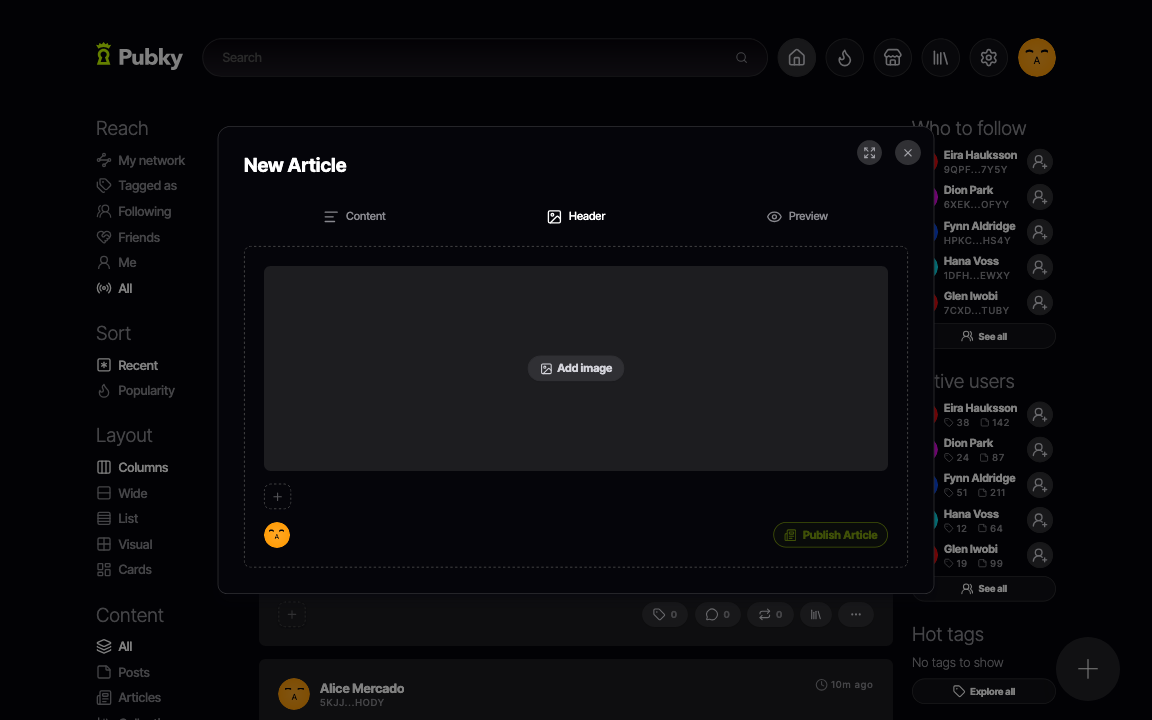 Pubky
Search
Reach
My network
Tagged as
Following
Friends
Me
All
Sort
Recent
Popularity
Layout
Columns
Wide
List
Visual
Cards
Content
All
Posts
Articles
New Article
Content
Header
Preview
Add image
Publish Article
0
0
0
Alice Mercado
5KJJ...HODY
10m ago
Who to follow
Eira Hauksson
9QPF...7Y5Y
Dion Park
6XEK...OFYY
Fynn Aldridge
HPKC...HS4Y
Hana Voss
1DFH...EWXY
Glen Iwobi
7CXD...TUBY
See all
tive users
Eira Hauksson
38 142
Dion Park
24 87
Fynn Aldridge
51 211
Hana Voss
12 64
Glen Iwobi
19 99
See all
Hot tags
No tags to show
Explore all